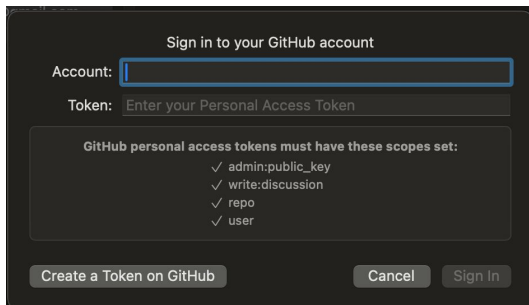 Sign in to your GitHub account
Account:
Token: Enter your Personal Access Token
GitHub personal access tokens must have these scopes set:
✓ admin:public_key
✓ write:discussion
✓ repo
✓ user
Create a Token on GitHub Cancel Sign In